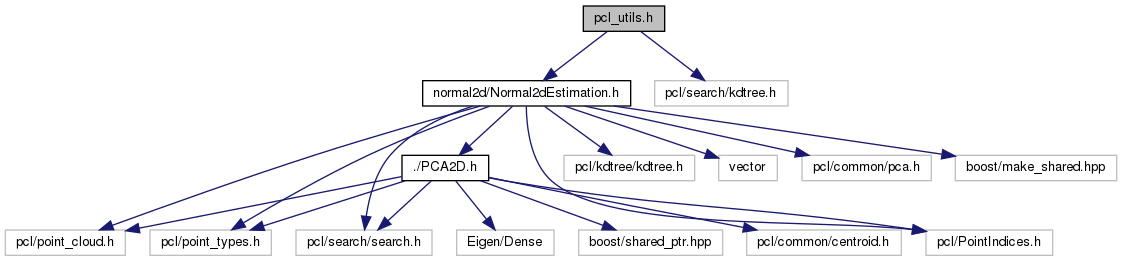 pcl_utils.h
normal2d/Normal2dEstimation.h
pcl/search/kdtree.h
./PCA2D.h
pcl/kdtree/kdtree.h
vector
pcl/common/pca.h
boost/make_shared.hpp
pcl/point_cloud.h
pcl/point_types.h
pcl/search/search.h
Eigen/Dense
boost/shared_ptr.hpp
pcl/common/centroid.h
pcl/PointIndices.h